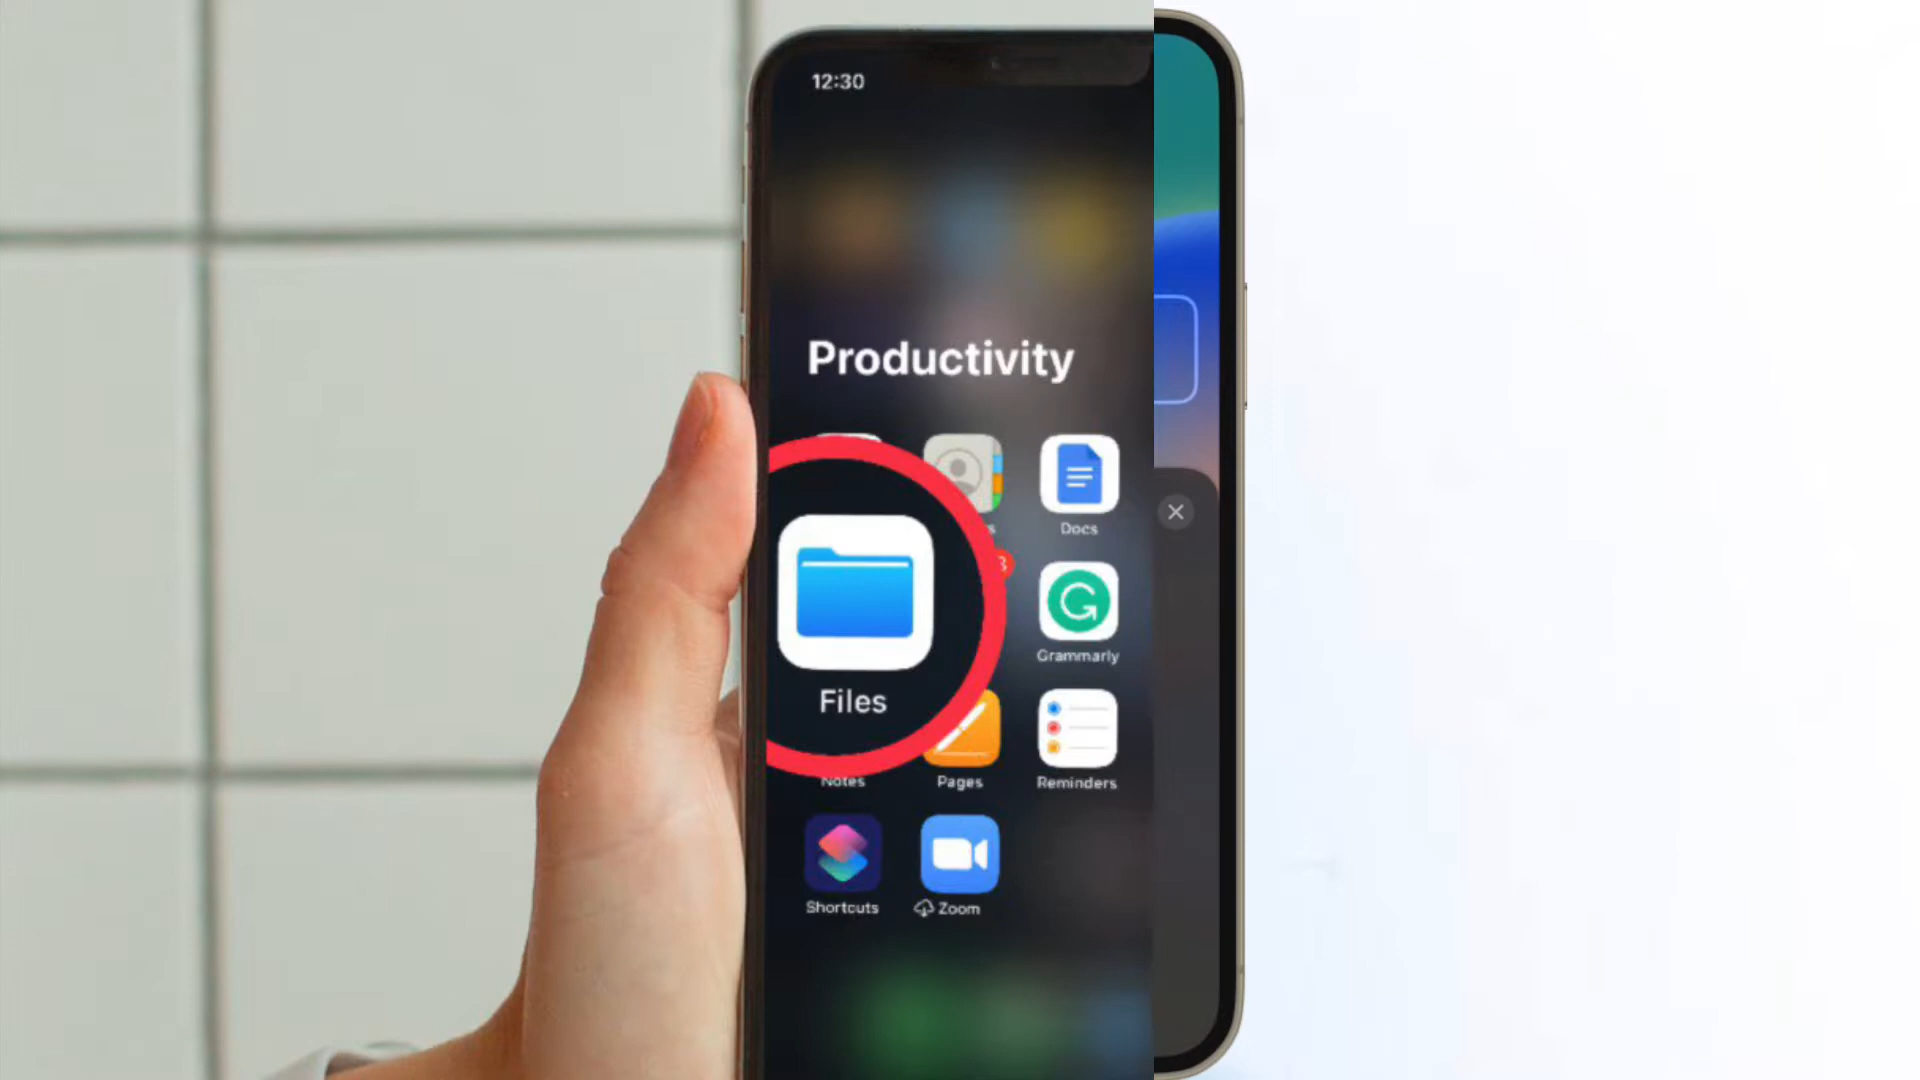 12:30
Productivity
Docs
Grammarly
Files
Notes
Pages
Reminders
Shortcuts
Zoom